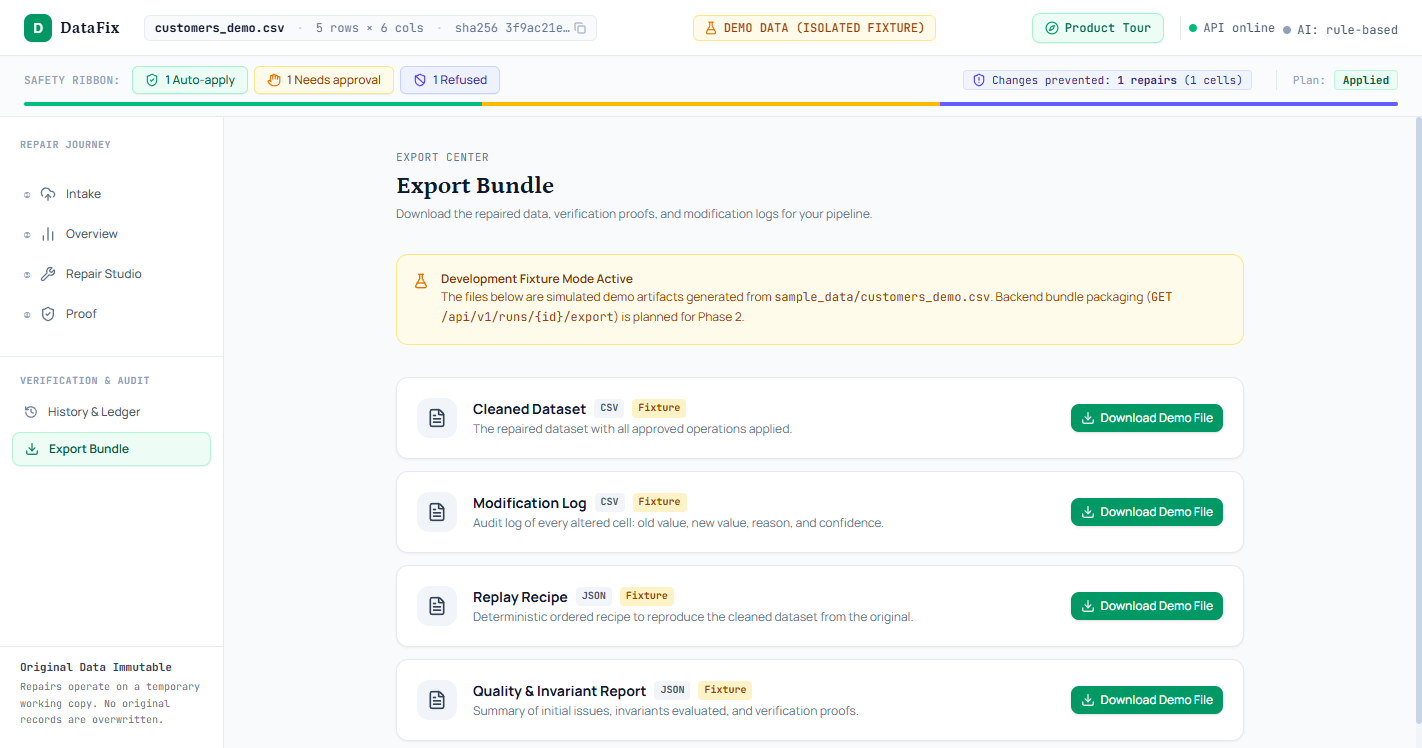 D DataFix
customers_demo.csv · 5 rows × 6 cols · sha256 3f9ac21e…
DEMO DATA (ISOLATED FIXTURE)
Product Tour
API online
AI: rule-based
SAFETY RIBBON:
1 Auto-apply
1 Needs approval
1 Refused
Changes prevented: 1 repairs (1 cells)
Plan: Applied
REPAIR JOURNEY
Intake
Overview
Repair Studio
Proof
VERIFICATION & AUDIT
History & Ledger
Export Bundle
Original Data Immutable
Repairs operate on a temporary
working copy. No original
records are overwritten.
EXPORT CENTER
Export Bundle
Download the repaired data, verification proofs, and modification logs for your pipeline.
Development Fixture Mode Active
The files below are simulated demo artifacts generated from sample_data/customers_demo.csv. Backend bundle packaging (GET
/api/v1/runs/{id}/export) is planned for Phase 2.
Cleaned Dataset CSV Fixture
The repaired dataset with all approved operations applied.
Download Demo File
Modification Log CSV Fixture
Audit log of every altered cell: old value, new value, reason, and confidence.
Download Demo File
Replay Recipe JSON Fixture
Deterministic ordered recipe to reproduce the cleaned dataset from the original.
Download Demo File
Quality & Invariant Report JSON Fixture
Summary of initial issues, invariants evaluated, and verification proofs.
Download Demo File